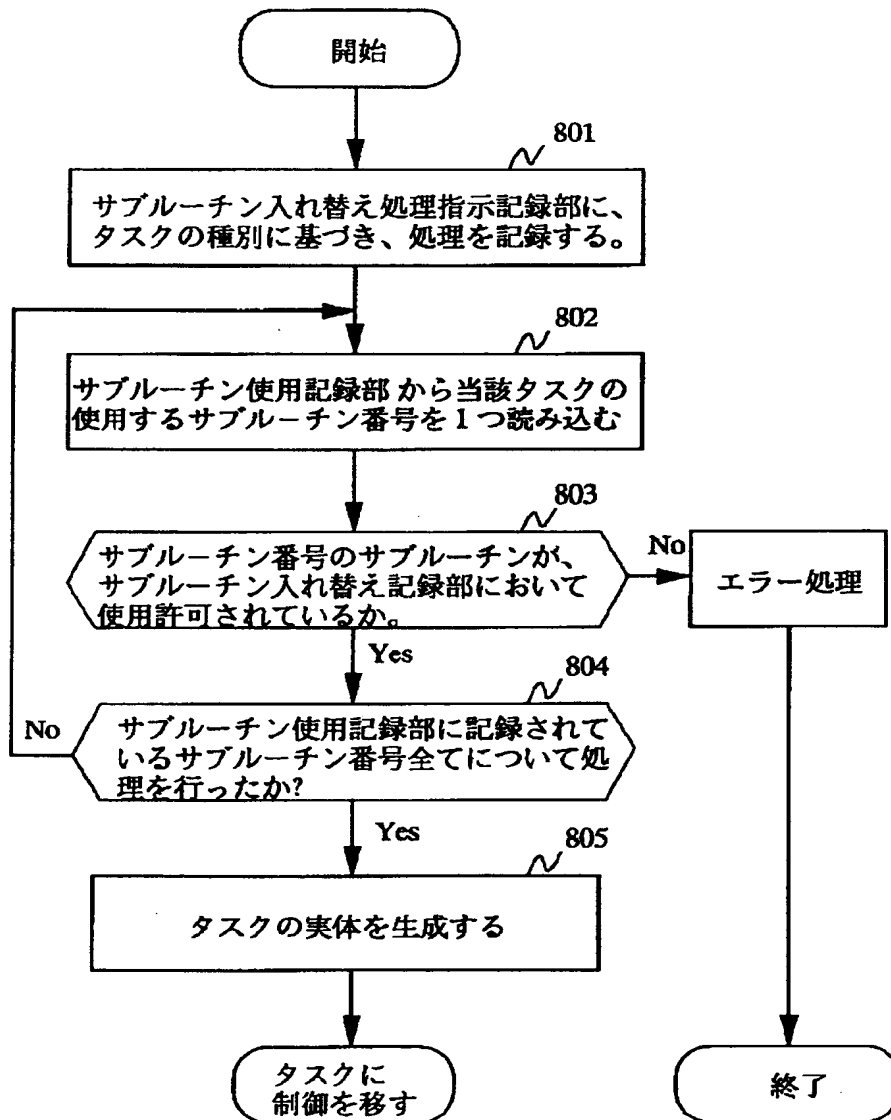 開始
801
サブルーチン入れ替え処理指示記録部に、
タスクの種別に基づき、処理を記録する。
802
サブルーチン使用記録部 から当該タスクの
使用するサブルーチン番号を1つ読み込む
803
サブルーチン番号のサブルーチンが、
サブルーチン入れ替え記録部において
使用許可されているか。
No
エラー処理
Yes
804
No
サブルーチン使用記録部に記録されて
いるサブルーチン番号全てについて処
理を行ったか?
Yes
805
タスクの実体を生成する
タスクに
制御を移す
終了